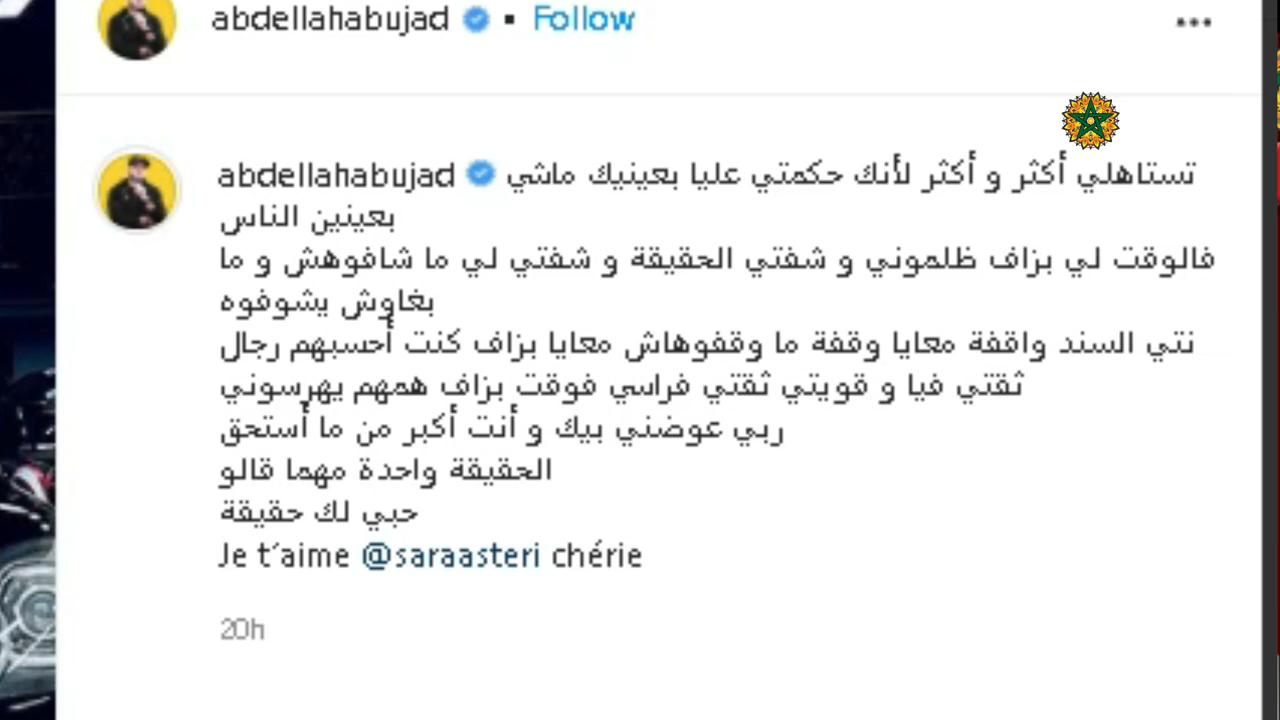 abdellahabujad • Follow
abdellahabujad تستاهلي أكثر و أكثر لأنك حكمتي عليا بعينيك ماشي
بعينين الناس
فالوقت لي بزاف ظلموني و شفتي الحقيقة و شفتي لي ما شافوهش و ما
بغاوش يشوفوه
نتي السند واقفة معايا وقفة ما وقفوهاش معايا بزاف كنت أحسبهم رجال
ثقتي فيا و قويتي ثقتي فراسي فوقت بزاف همهم يهرسوني
ربي عوضني بيك و أنت أكبر من ما أستحق
الحقيقة واحدة مهما قالو
حبي لك حقيقة
Je t´aime @saraasteri chérie
20h